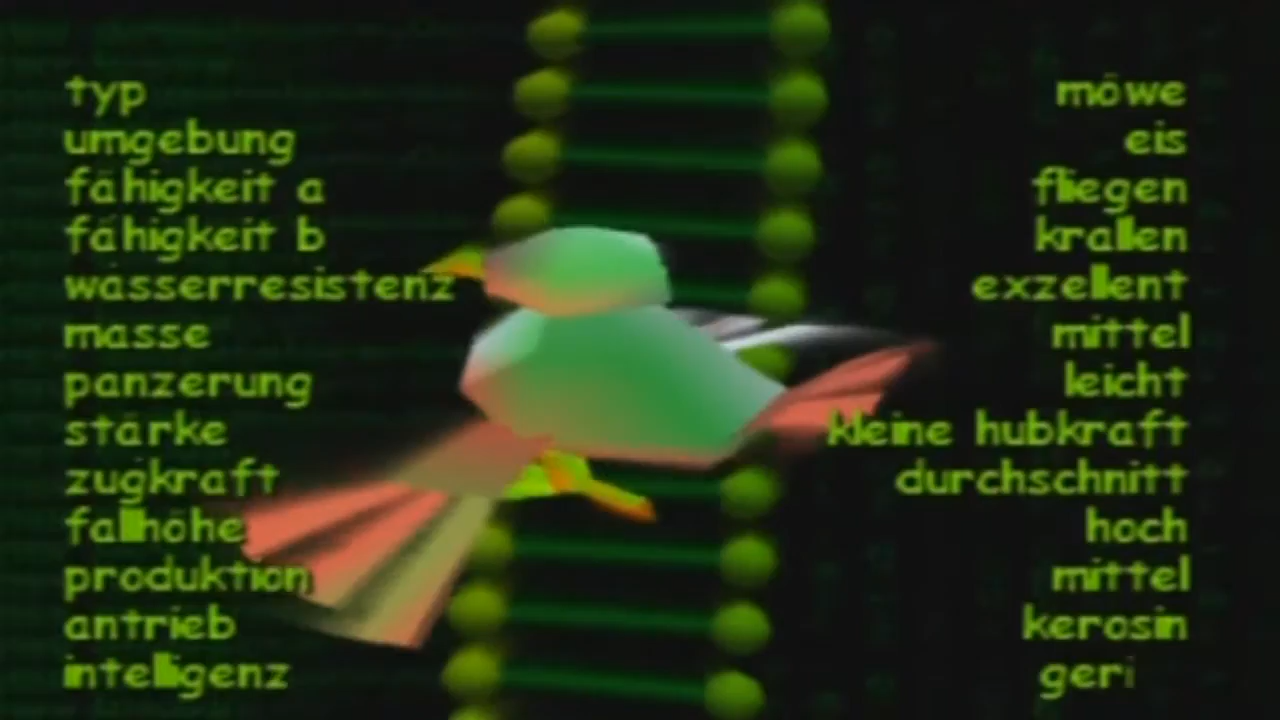 typ möwe
umgebung eis
fähigkeit a fliegen
fähigkeit b krallen
wasserresistenz exzellent
masse mittel
panzerung leicht
stärke kleine hubkraft
zugkraft durchschnitt
fallhöhe hoch
produktion mittel
antrieb kerosin
intelligenz geri